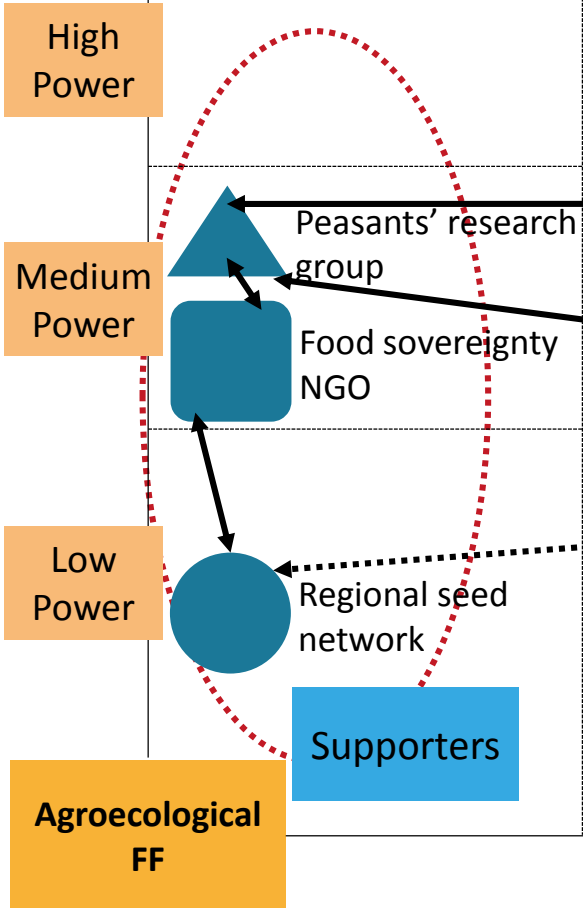 High
Power
Peasants’ research
group
Medium
Power
Food sovereignty
NGO
Low
Power
Regional seed
network
Supporters
Agroecological
FF